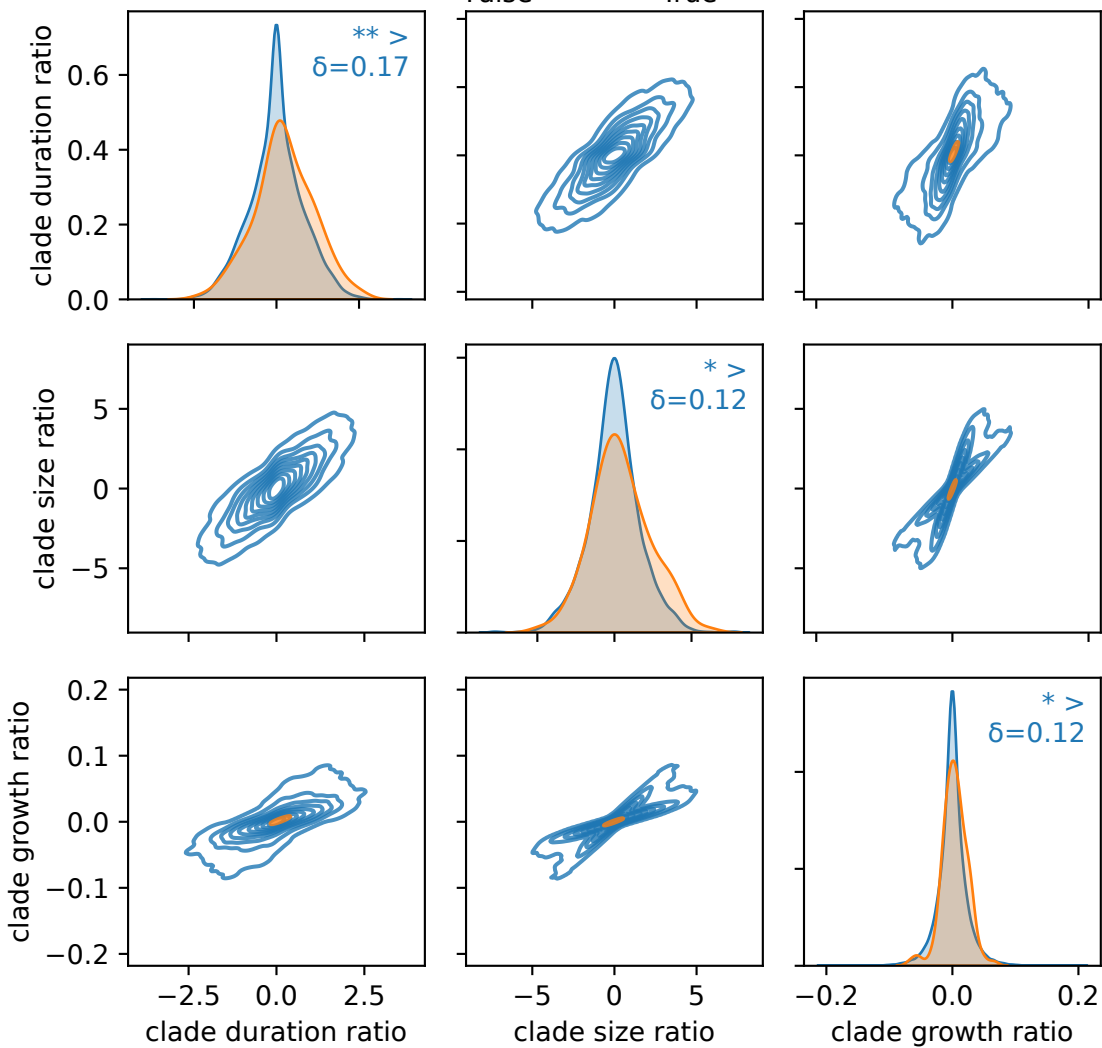 False True
clade duration ratio
0.6
0.4
0.2
0.0
** >
δ=0.17
clade size ratio
5
0
−5
* >
δ=0.12
clade growth ratio
0.2
0.1
0.0
−0.1
−0.2
* >
δ=0.12
−2.5 0.0 2.5 −5 0 5 −0.2 0.0 0.2
clade duration ratio clade size ratio clade growth ratio